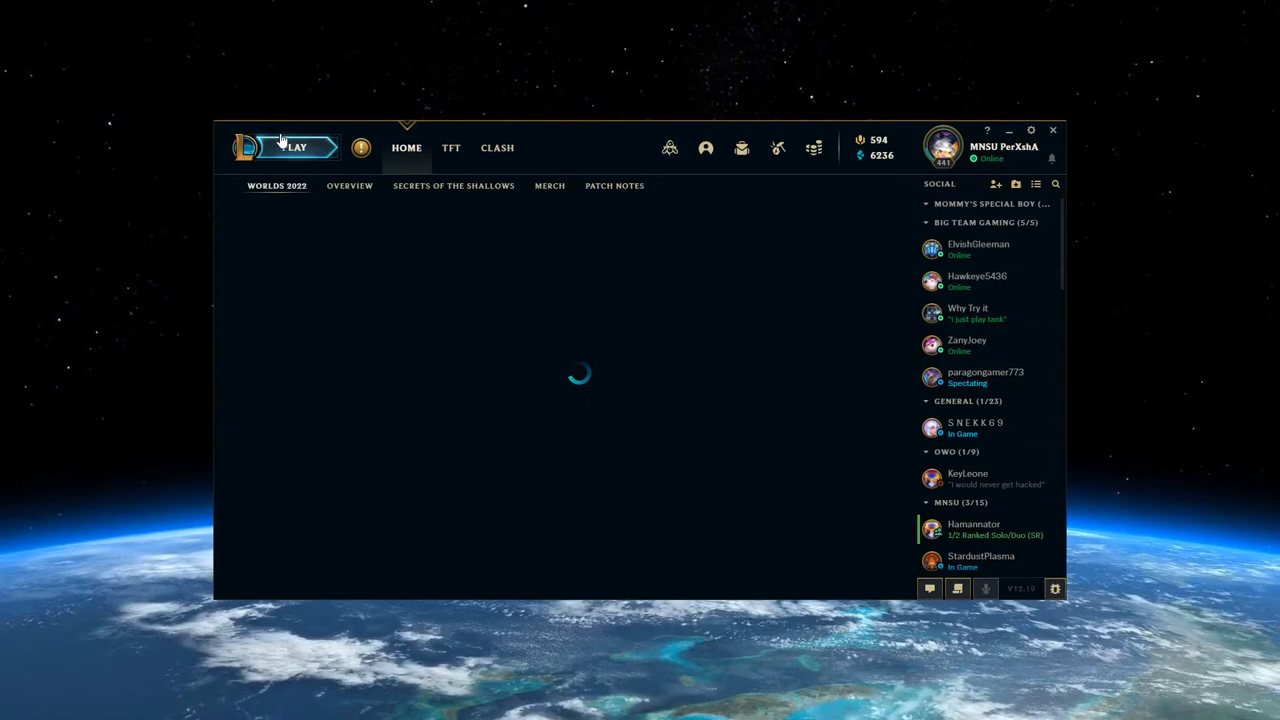 PLAY
HOME
TFT
CLASH
594
6236
441
?
MNSU PerXshA
Online
WORLDS 2022
OVERVIEW
SECRETS OF THE SHALLOWS
MERCH
PATCH NOTES
SOCIAL
MOMMY'S SPECIAL BOY (...
BIG TEAM GAMING (5/5)
ElvishGleeman
Online
Hawkeye5436
Online
Why Try it
"i just play tank"
ZanyJoey
Online
paragongamer773
Spectating
GENERAL (1/23)
S N E K K 6 9
In Game
OWO (1/9)
KeyLeone
"I would never get hacked"
MNSU (3/15)
Hamannator
1/2 Ranked Solo/Duo (SR)
StardustPlasma
In Game
V12.19